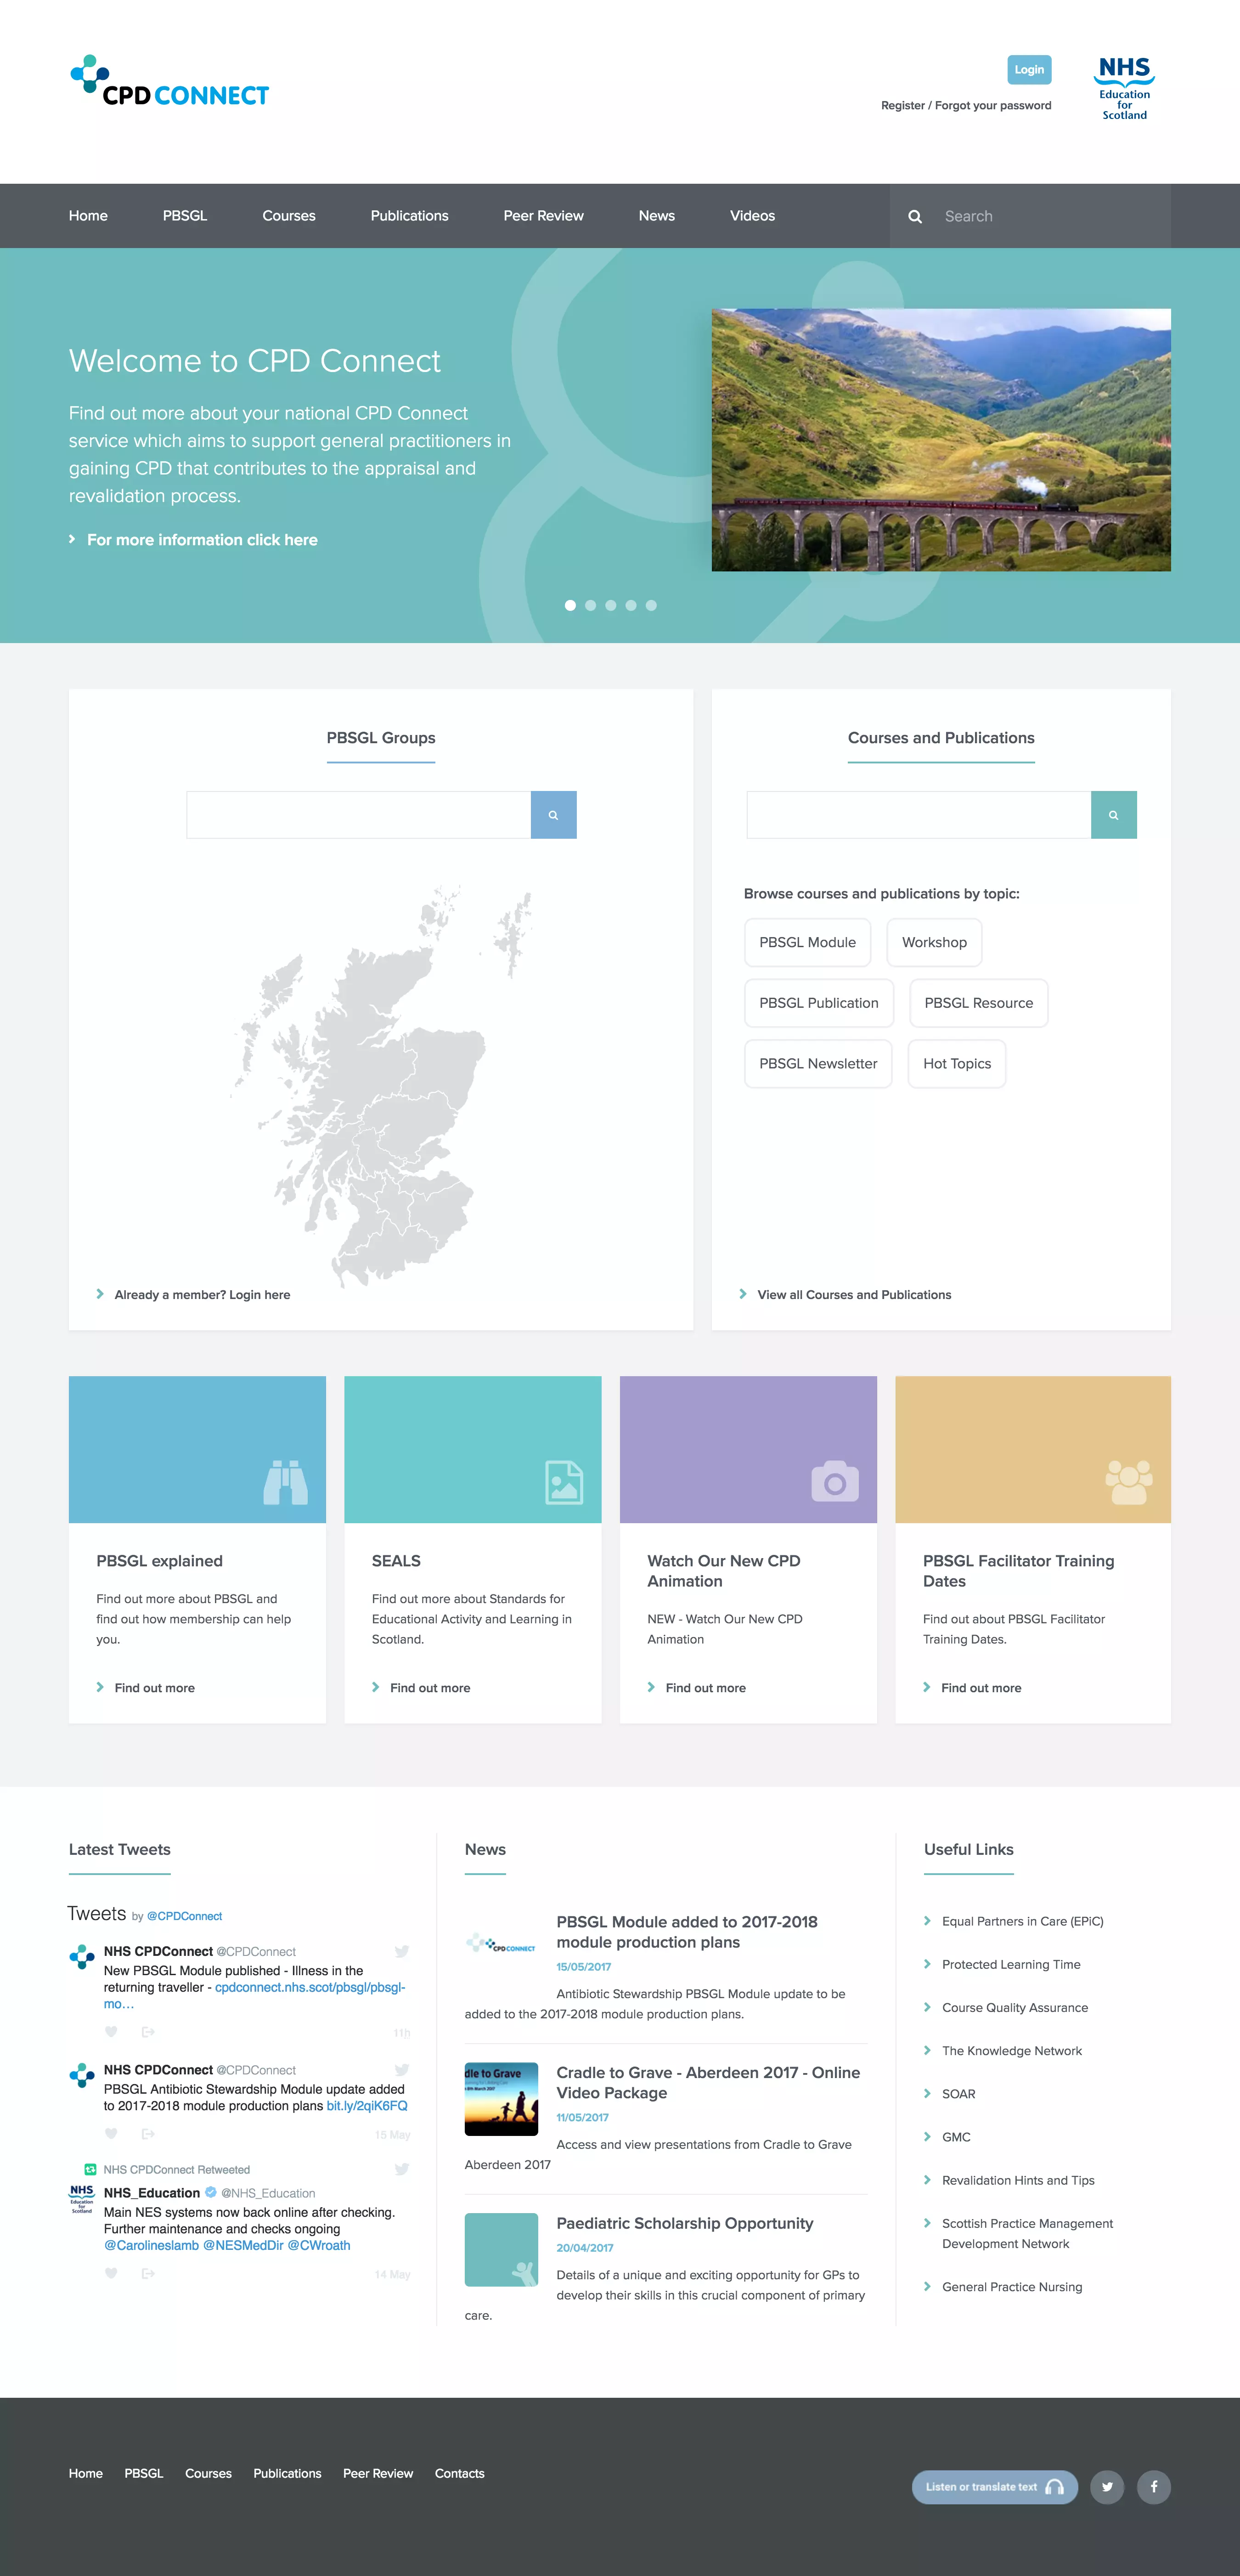 CPD CONNECT
Login
Register / Forgot your password
NHS
Education
for
Scotland
Home PBSGL Courses Publications Peer Review News Videos Search
Welcome to CPD Connect
Find out more about your national CPD Connect
service which aims to support general practitioners in
gaining CPD that contributes to the appraisal and
revalidation process.
For more information click here
PBSGL Groups
Already a member? Login here
Courses and Publications
Browse courses and publications by topic:
PBSGL Module Workshop
PBSGL Publication PBSGL Resource
PBSGL Newsletter Hot Topics
View all Courses and Publications
PBSGL explained
Find out more about PBSGL and
find out how membership can help
you.
Find out more
SEALS
Find out more about Standards for
Educational Activity and Learning in
Scotland.
Find out more
Watch Our New CPD
Animation
NEW - Watch Our New CPD
Animation
Find out more
PBSGL Facilitator Training
Dates
Find out about PBSGL Facilitator
Training Dates.
Find out more
Latest Tweets
Tweets by @CPDConnect
NHS CPDConnect @CPDConnect
New PBSGL Module published - Illness in the
returning traveller - cpdconnect.nhs.scot/pbsgl/pbsgl-
mo…
11h
NHS CPDConnect @CPDConnect
PBSGL Antibiotic Stewardship Module update added
to 2017-2018 module production plans bit.ly/2qiK6FQ
16 May
NHS CPDConnect Retweeted
NHS
Education
for
Scotland
NHS_Education @NHS_Education
Main NES systems now back online after checking.
Further maintenance and checks ongoing
@Carolineslamb @NESMedDir @CWroath
14 May
News
CPD CONNECT
PBSGL Module added to 2017-2018
module production plans
15/05/2017
Antibiotic Stewardship PBSGL Module update to be
added to the 2017-2018 module production plans.
dle to Grave
Cradle to Grave - Aberdeen 2017 - Online
Video Package
11/05/2017
Access and view presentations from Cradle to Grave
Aberdeen 2017
Paediatric Scholarship Opportunity
20/04/2017
Details of a unique and exciting opportunity for GPs to
develop their skills in this crucial component of primary
care.
Useful Links
Equal Partners in Care (EPiC)
Protected Learning Time
Course Quality Assurance
The Knowledge Network
SOAR
GMC
Revalidation Hints and Tips
Scottish Practice Management
Development Network
General Practice Nursing
Home PBSGL Courses Publications Peer Review Contacts
Listen or translate text